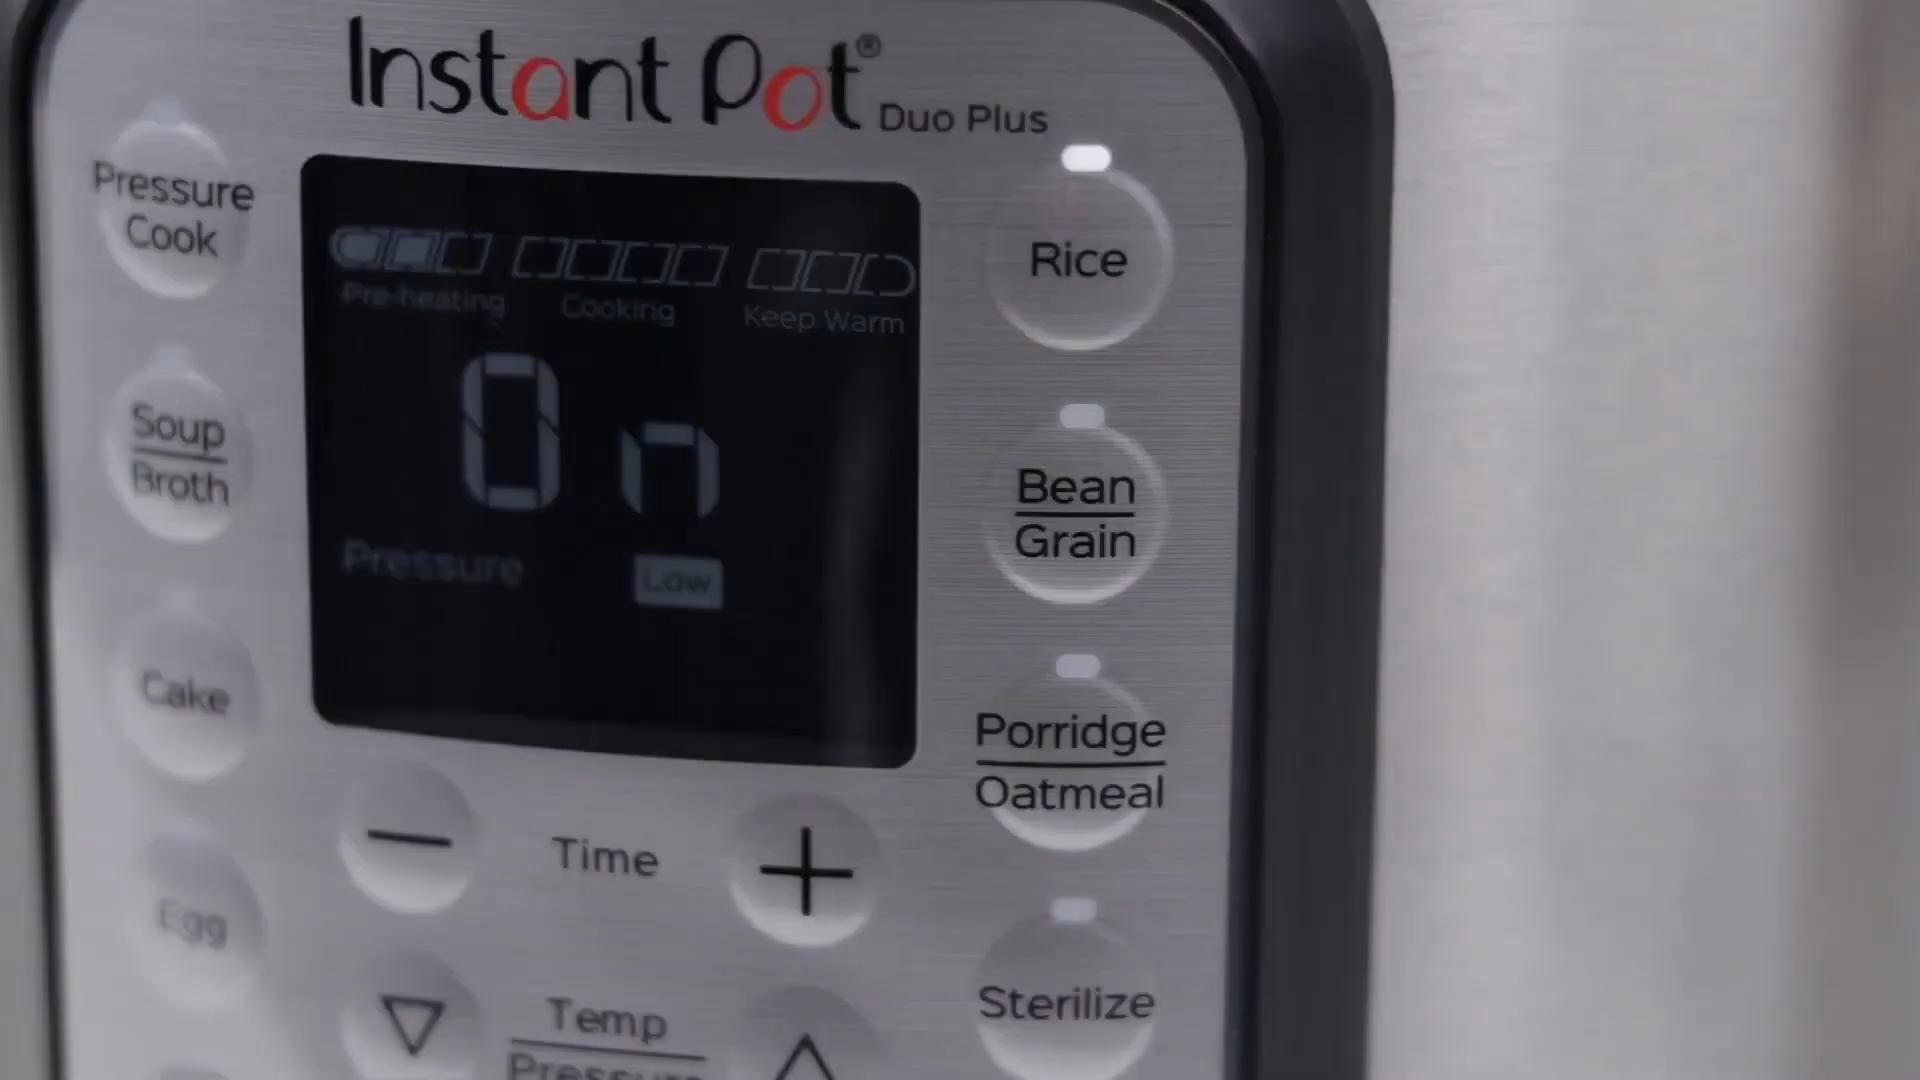 Instant Pot® Duo Plus
Pressure
Cook
Soup
Broth
Cake
Egg
Pre-heating
Cooking
Keep Warm
On
Pressure
Low
Rice
Bean
Grain
Porridge
Oatmeal
Sterilize
− Time +
Temp
Pressure